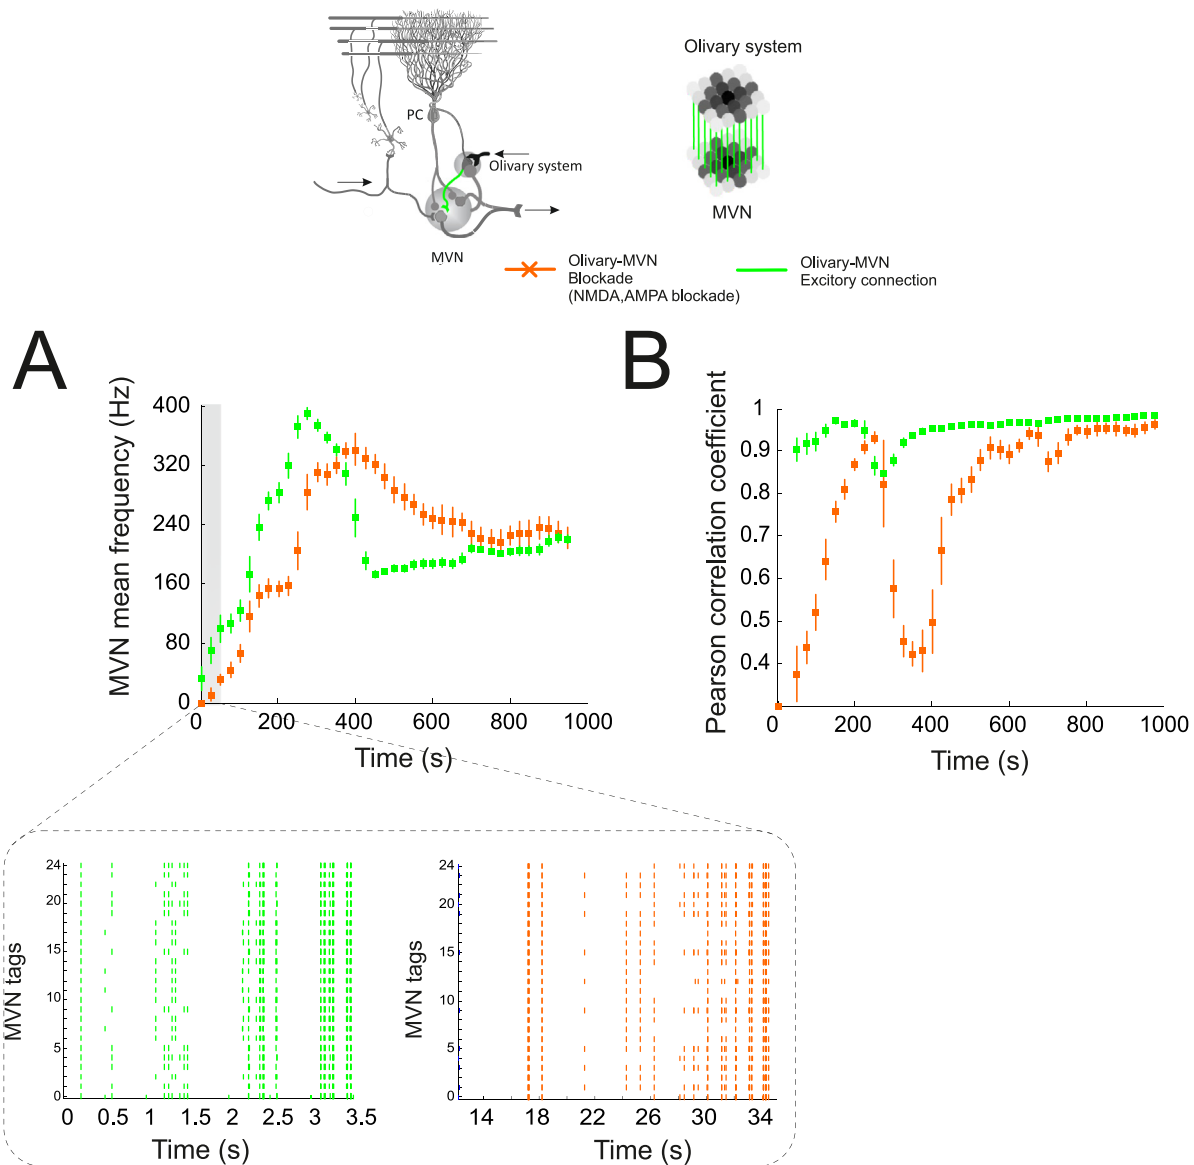 Olivary system
PC
Olivary system
MVN
MVN
Olivary-MVN
Blockade
(NMDA,AMPA blockade)
Olivary-MVN
Excitory connection
A
MVN mean frequency (Hz)
400
320
240
160
80
0
0 200 400 600 800 1000
Time (s)
B
Pearson correlation coefficient
1
0.9
0.8
0.7
0.6
0.5
0.4
0 200 400 600 800 1000
Time (s)
MVN tags
24
20
15
10
5
0
0 0.5 1 1.5 2 2.5 3 3.5
Time (s)
MVN tags
24
20
15
10
5
0
14 18 22 26 30 34
Time (s)